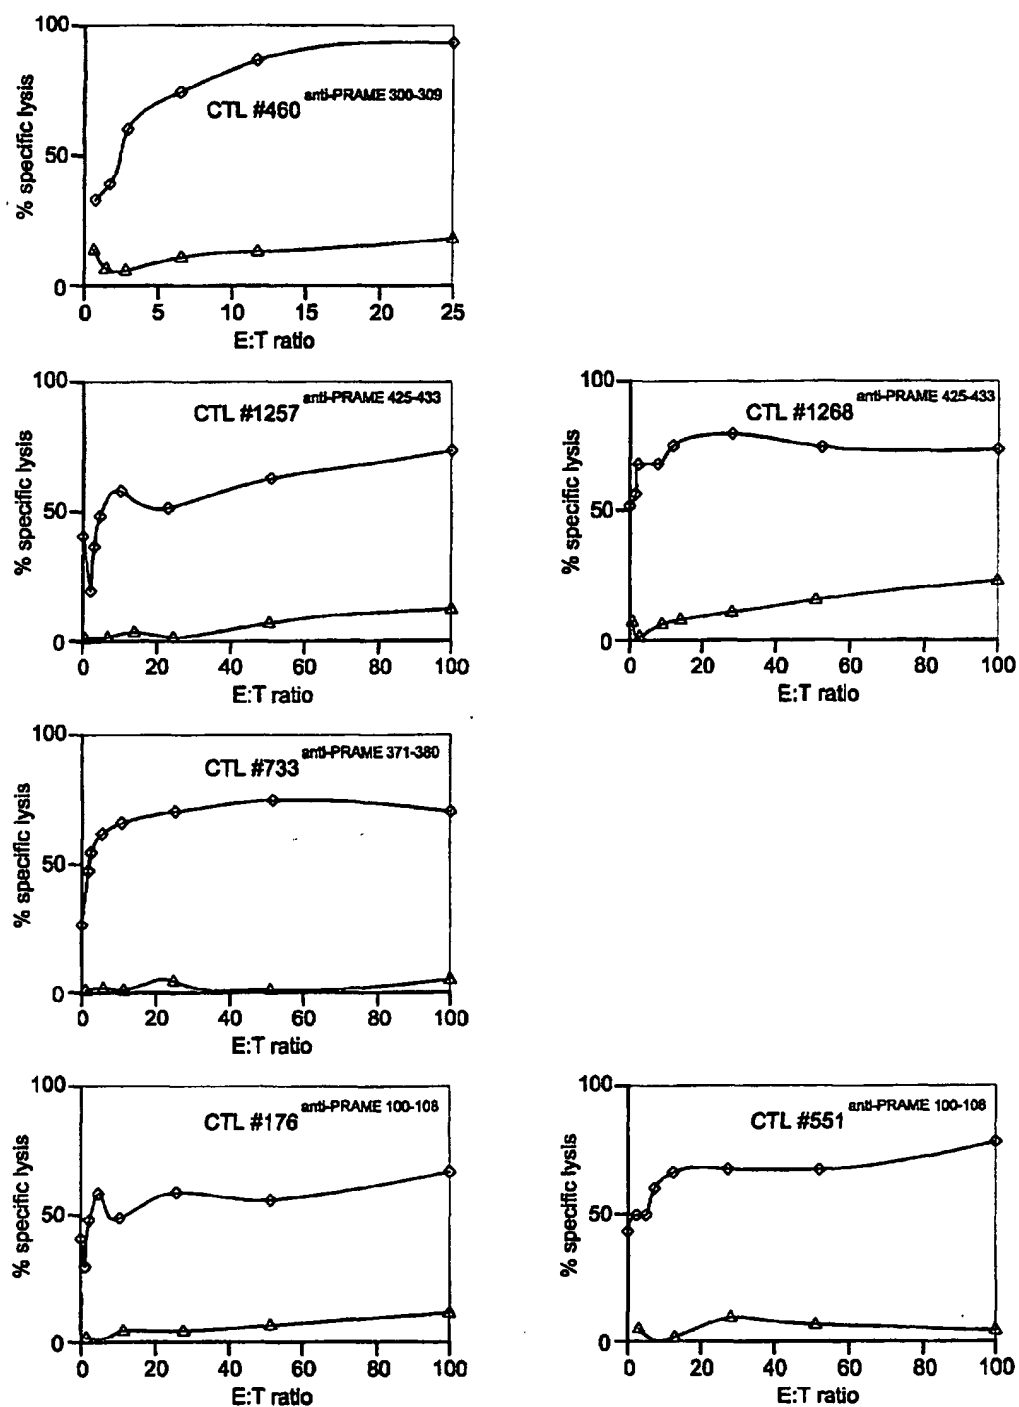 100
50
0
% specific lysis
CTL #460 anti-PRAME 300-309
0 5 10 15 20 25
E:T ratio
100
50
0
% specific lysis
CTL #1257 anti-PRAME 425-433
0 20 40 60 80 100
E:T ratio
100
50
0
% specific lysis
CTL #1268 anti-PRAME 425-433
0 20 40 60 80 100
E:T ratio
100
50
0
% specific lysis
CTL #733 anti-PRAME 371-380
0 20 40 60 80 100
E:T ratio
100
50
0
% specific lysis
CTL #176 anti-PRAME 100-108
0 20 40 60 80 100
E:T ratio
100
50
0
% specific lysis
CTL #551 anti-PRAME 100-108
0 20 40 60 80 100
E:T ratio